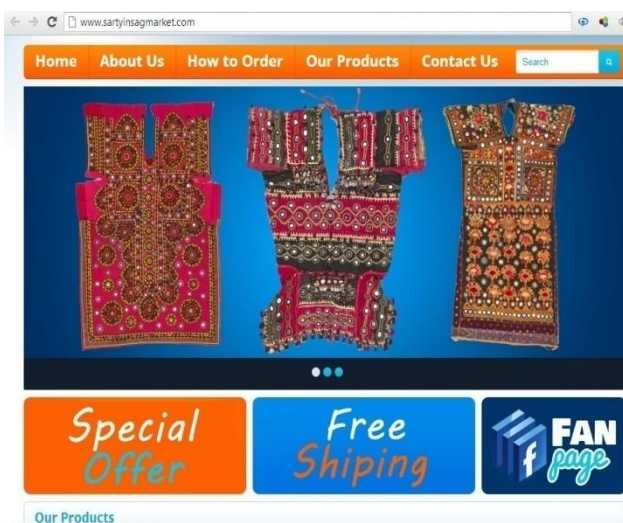 www.sartyinsagmarket.com
Home About Us How to Order Our Products Contact Us Search
Special
Offer
Free
Shiping
f FAN
page
Our Products